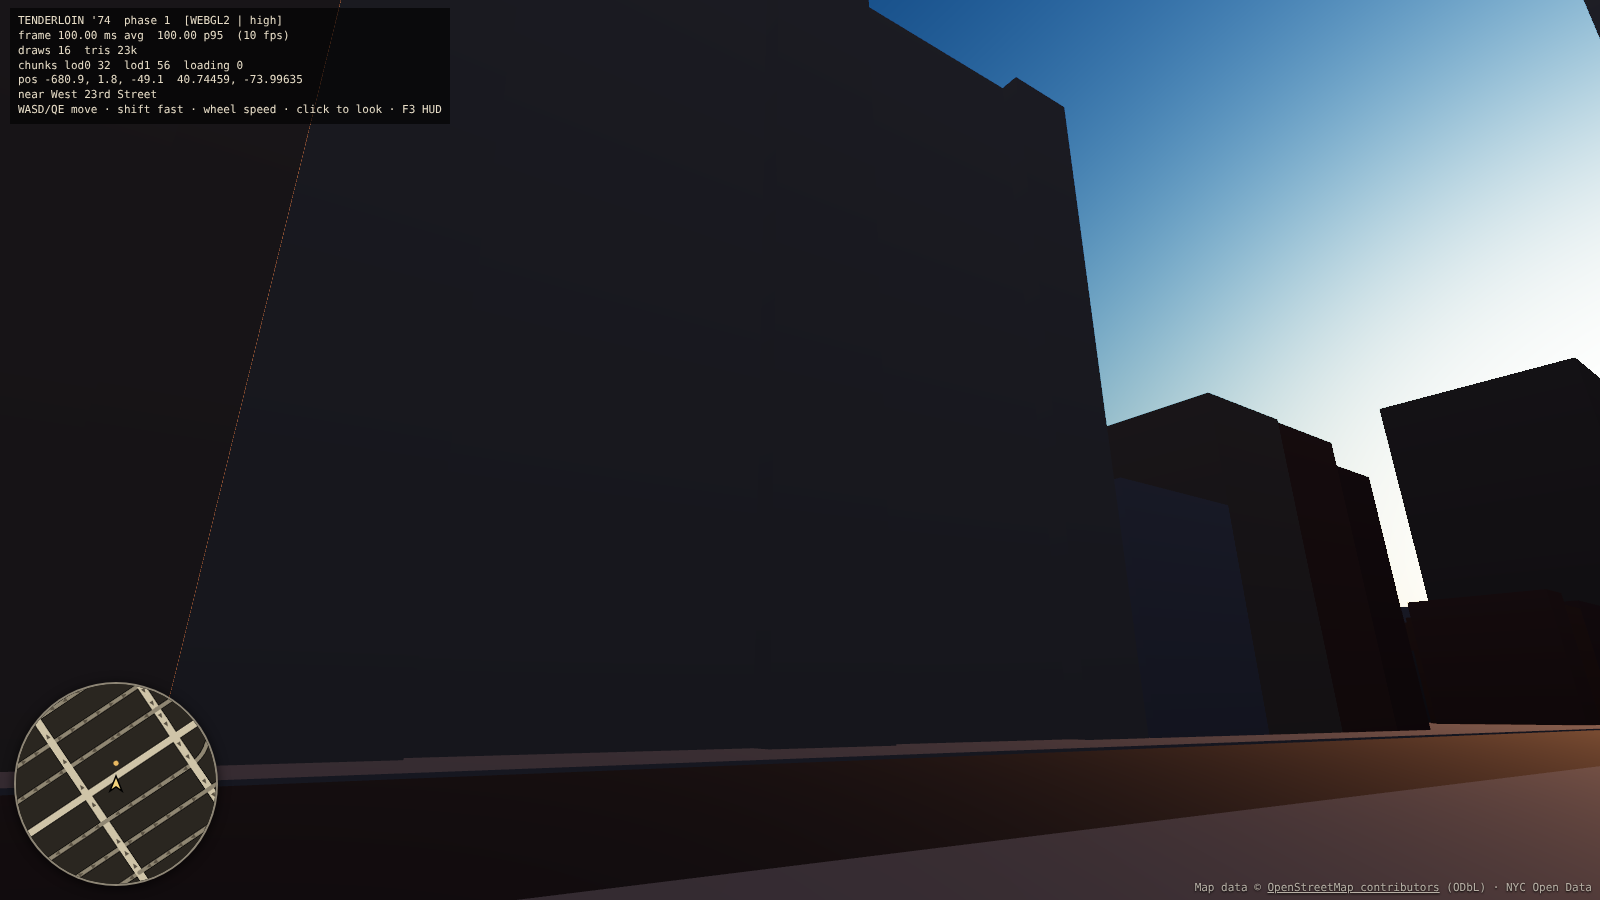 TENDERLOIN '74  phase 1  [WEBGL2 | high]
frame 100.00 ms avg  100.00 p95  (10 fps)
draws 16  tris 23k
chunks lod0 32  lod1 56  loading 0
pos -680.9, 1.8, -49.1  40.74459, -73.99635
near West 23rd Street
WASD/QE move · shift fast · wheel speed · click to look · F3 HUD
Map data © OpenStreetMap contributors (ODbL) · NYC Open Data